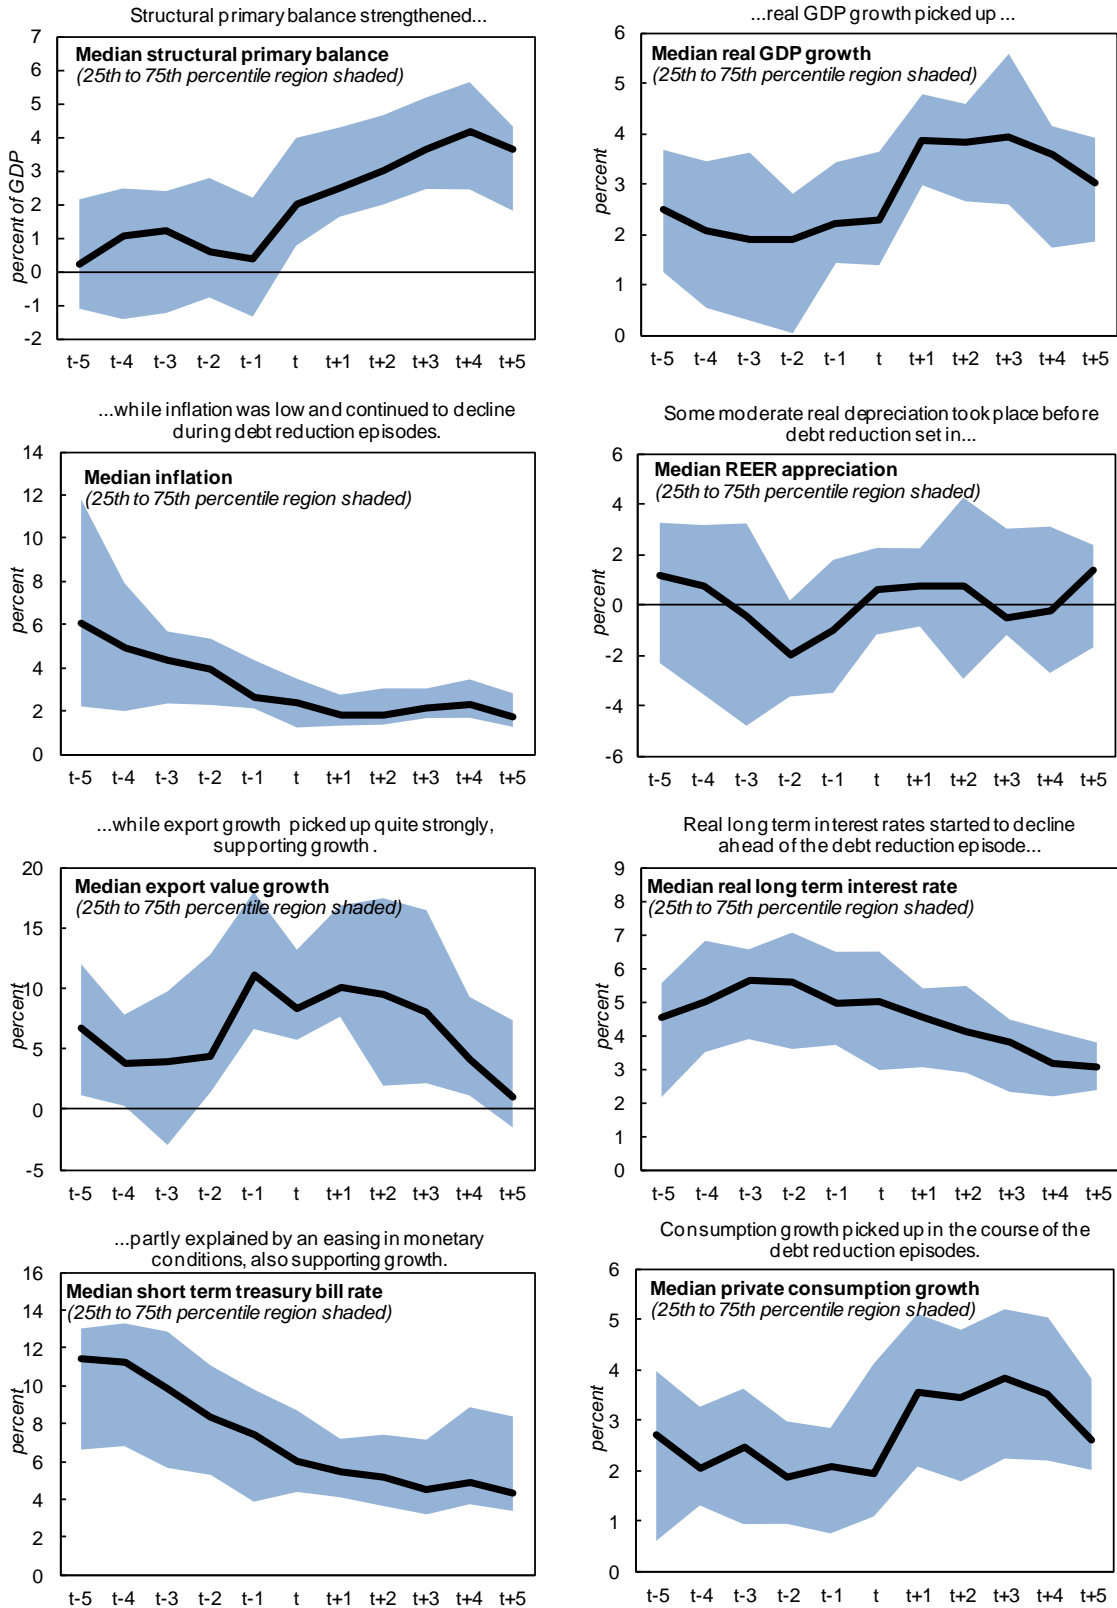 Structural primary balance strengthened...
7
6
5
4
3
2
1
0
-1
-2
percent of GDP
Median structural primary balance
(25th to 75th percentile region shaded)
t-5 t-4 t-3 t-2 t-1 t t+1 t+2 t+3 t+4 t+5
...real GDP growth picked up ...
6
5
4
3
2
1
0
percent
Median real GDP growth
(25th to 75th percentile region shaded)
t-5 t-4 t-3 t-2 t-1 t t+1 t+2 t+3 t+4 t+5
...while inflation was low and continued to decline
during debt reduction episodes.
14
12
10
8
6
4
2
0
percent
Median inflation
(25th to 75th percentile region shaded)
t-5 t-4 t-3 t-2 t-1 t t+1 t+2 t+3 t+4 t+5
Some moderate real depreciation took place before
debt reduction set in...
6
4
2
0
-2
-4
-6
percent
Median REER appreciation
(25th to 75th percentile region shaded)
t-5 t-4 t-3 t-2 t-1 t t+1 t+2 t+3 t+4 t+5
...while export growth picked up quite strongly,
supporting growth .
20
15
10
5
0
-5
percent
Median export value growth
(25th to 75th percentile region shaded)
t-5 t-4 t-3 t-2 t-1 t t+1 t+2 t+3 t+4 t+5
Real long term interest rates started to decline
ahead of the debt reduction episode...
9
8
7
6
5
4
3
2
1
0
percent
Median real long term interest rate
(25th to 75th percentile region shaded)
t-5 t-4 t-3 t-2 t-1 t t+1 t+2 t+3 t+4 t+5
...partly explained by an easing in monetary
conditions, also supporting growth.
16
14
12
10
8
6
4
2
0
percent
Median short term treasury bill rate
(25th to 75th percentile region shaded)
t-5 t-4 t-3 t-2 t-1 t t+1 t+2 t+3 t+4 t+5
Consumption growth picked up in the course of the
debt reduction episodes.
6
5
4
3
2
1
0
percent
Median private consumption growth
(25th to 75th percentile region shaded)
t-5 t-4 t-3 t-2 t-1 t t+1 t+2 t+3 t+4 t+5